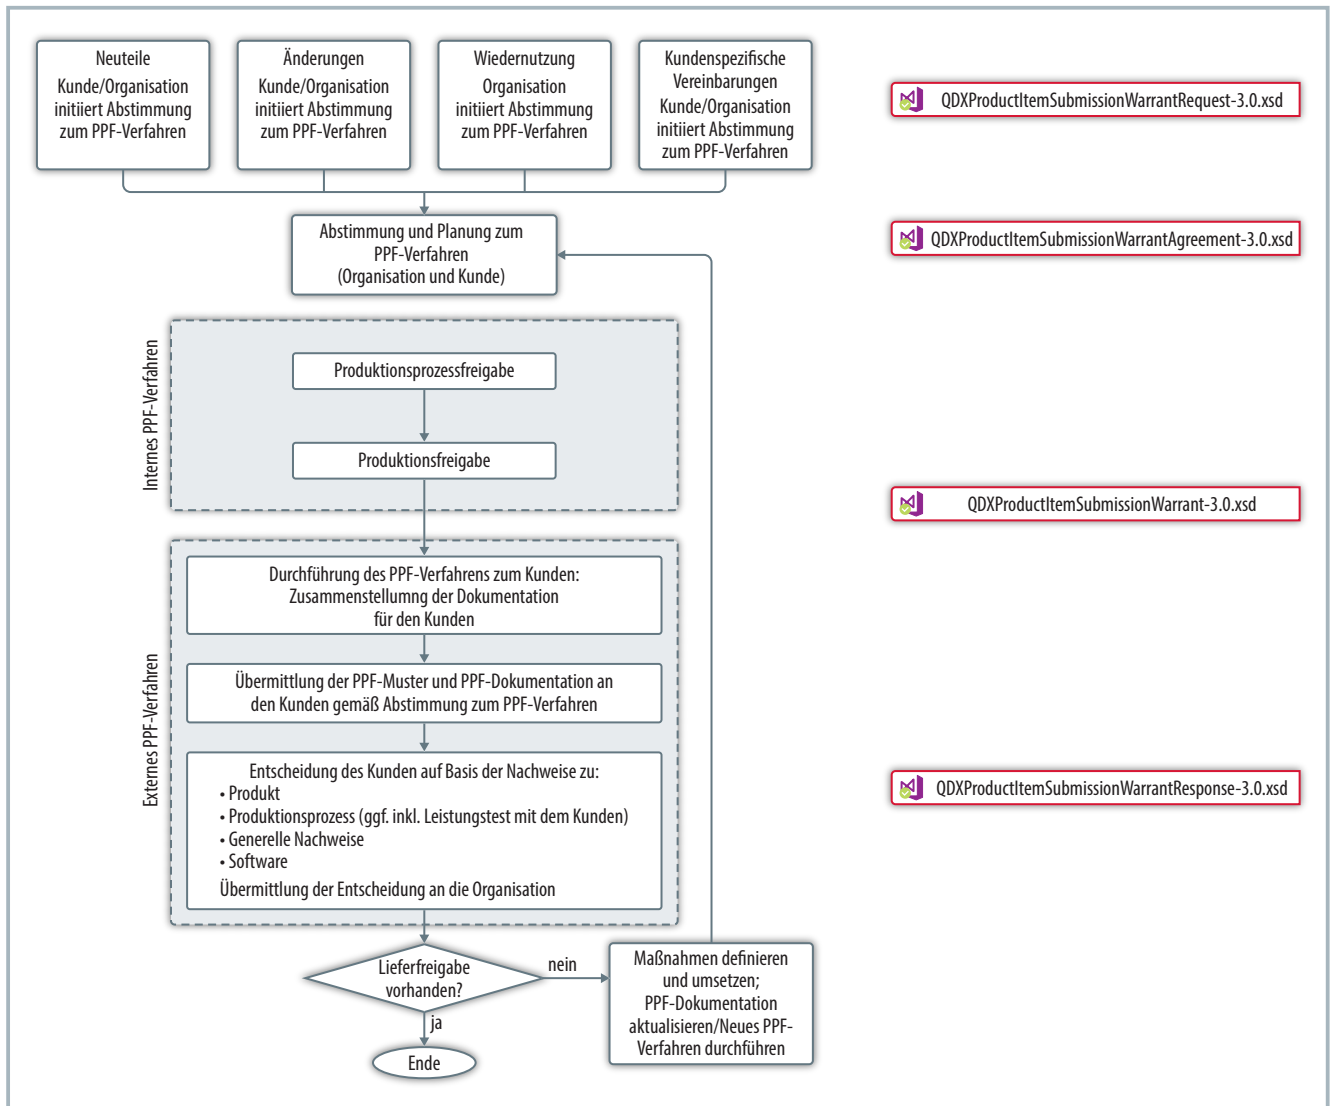 Neuteile
Kunde/Organisation
initiiert Abstimmung
zum PPF-Verfahren
Änderungen
Kunde/Organisation
initiiert Abstimmung
zum PPF-Verfahren
Wiedernutzung
Organisation
initiiert Abstimmung
zum PPF-Verfahren
Kundenspezifische
Vereinbarungen
Kunde/Organisation
initiiert Abstimmung
zum PPF-Verfahren
QDXProductItemSubmissionWarrantRequest-3.0.xsd
Abstimmung und Planung zum
PPF-Verfahren
(Organisation und Kunde)
QDXProductItemSubmissionWarrantAgreement-3.0.xsd
Internes PPF-Verfahren
Produktionsprozessfreigabe
Produktionsfreigabe
QDXProductItemSubmissionWarrant-3.0.xsd
Externes PPF-Verfahren
Durchführung des PPF-Verfahrens zum Kunden:
Zusammenstellumng der Dokumentation
für den Kunden
Übermittlung der PPF-Muster und PPF-Dokumentation an
den Kunden gemäß Abstimmung zum PPF-Verfahren
Entscheidung des Kunden auf Basis der Nachweise zu:
• Produkt
• Produktionsprozess (ggf. inkl. Leistungstest mit dem Kunden)
• Generelle Nachweise
• Software
Übermittlung der Entscheidung an die Organisation
QDXProductItemSubmissionWarrantResponse-3.0.xsd
Lieferfreigabe
vorhanden?
nein
Maßnahmen definieren
und umsetzen;
PPF-Dokumentation
aktualisieren/Neues PPF-
Verfahren durchführen
ja
Ende